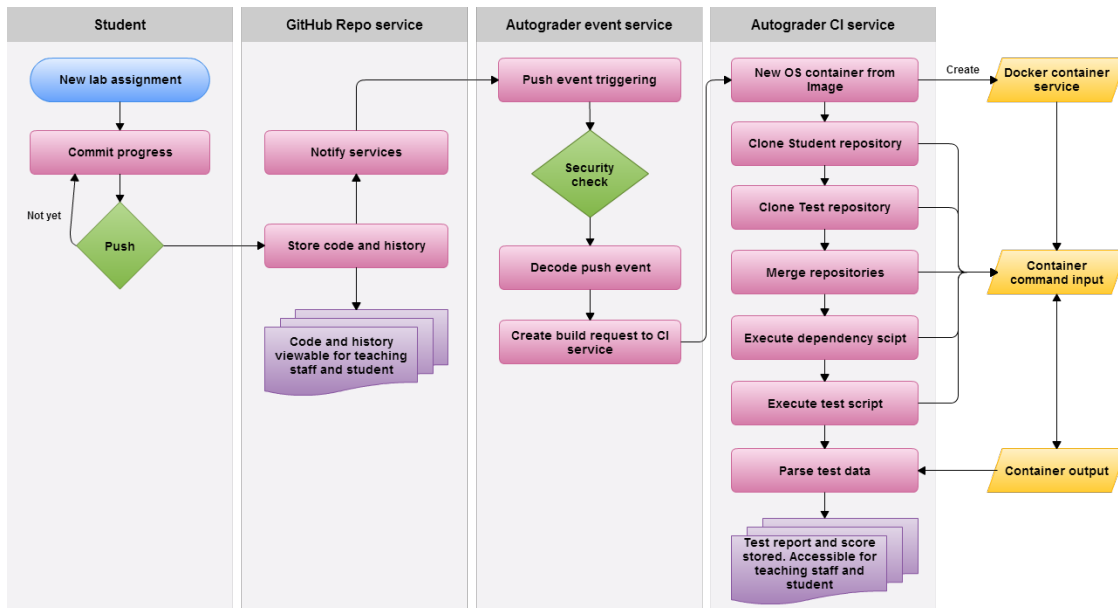 Student
GitHub Repo service
Autograder event service
Autograder CI service
New lab assignment
Commit progress
Not yet
Push
Notify services
Store code and history
Code and history
viewable for teaching
staff and student
Push event triggering
Security
check
Decode push event
Create build request to CI
service
New OS container from
Image
Clone Student repository
Clone Test repository
Merge repositories
Execute dependency scipt
Execute test script
Parse test data
Test report and score
stored. Accessible for
teaching staff and
student
Create
Docker container
service
Container
command input
Container output